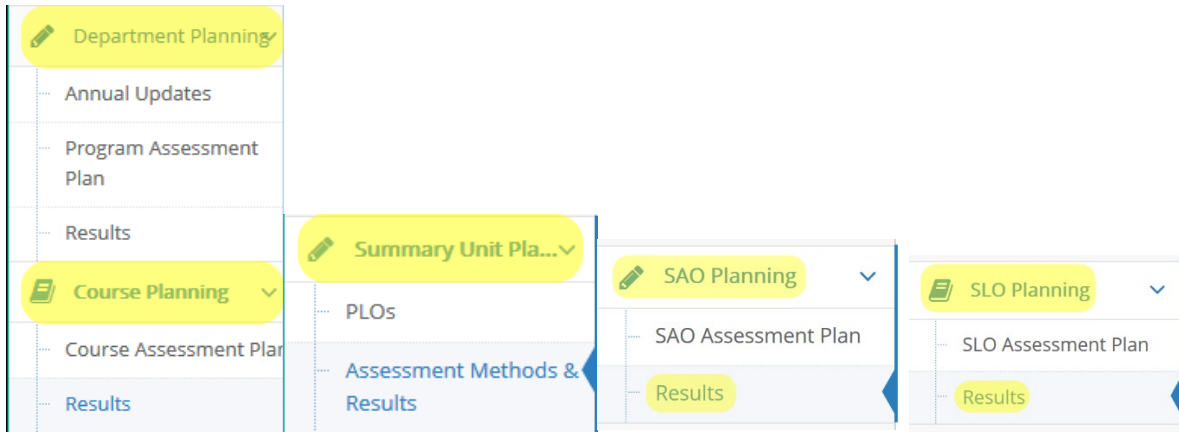 Department Planning
Annual Updates
Program Assessment
Plan
Results
Course Planning
Course Assessment Plan
Results
Summary Unit Pla...
PLOs
Assessment Methods &
Results
SAO Planning
SAO Assessment Plan
Results
SLO Planning
SLO Assessment Plan
Results